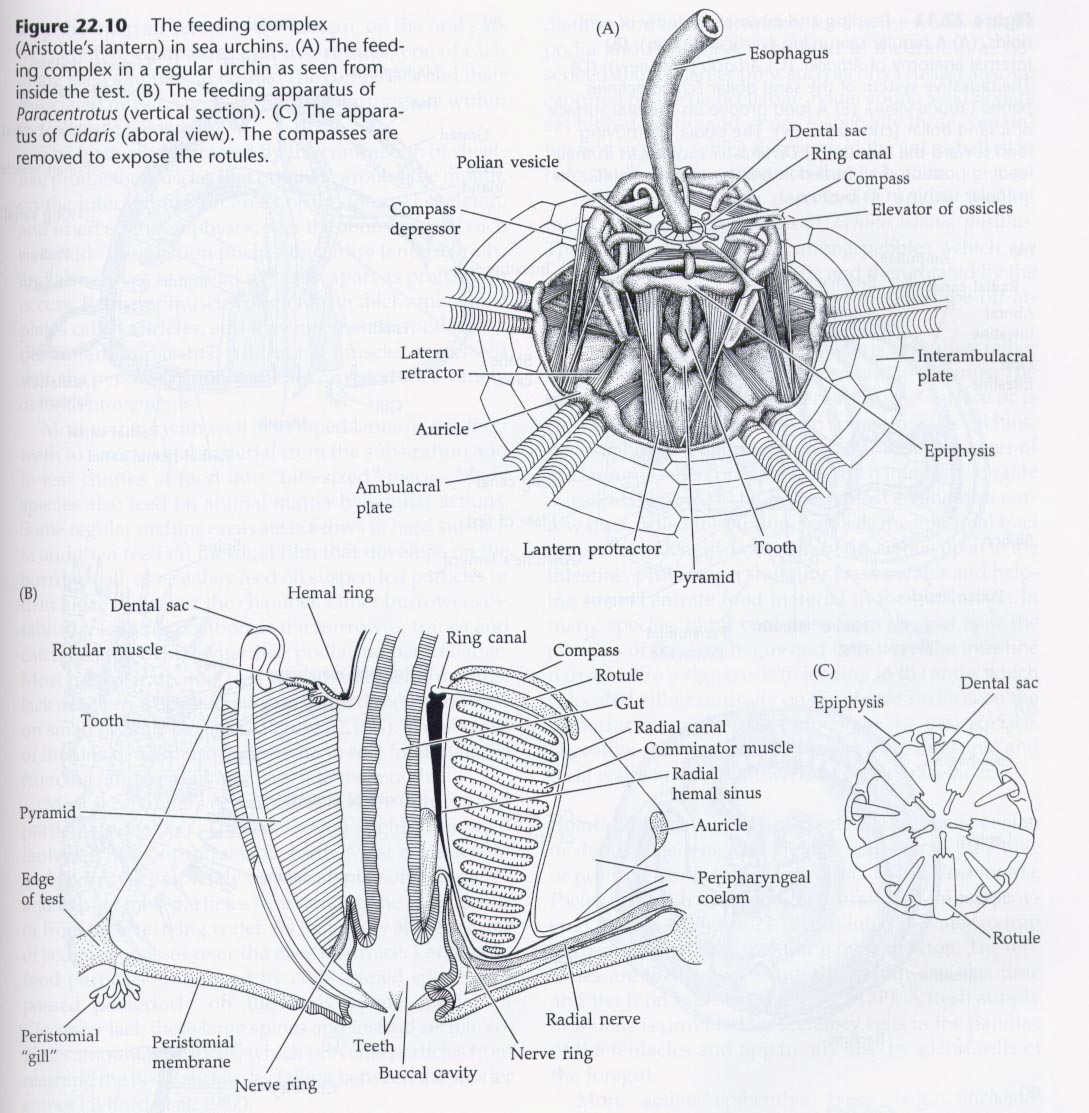 Figure 22.10 The feeding complex
(Aristotle's lantern) in sea urchins. (A) The feed-
ing complex in a regular urchin as seen from
inside the test. (B) The feeding apparatus of
Paracentrotus (vertical section). (C) The appara-
tus of Cidaris (aboral view). The compasses are
removed to expose the rotules.
(A)
Esophagus
Dental sac
Ring canal
Compass
Elevator of ossicles
Polian vesicle
Compass
depressor
Latern
retractor
Auricle
Ambulacral
plate
Interambulacral
plate
Epiphysis
Lantern protractor
Tooth
Pyramid
(B)
Dental sac
Hemal ring
Rotular muscle
Ring canal
Compass
Rotule
Tooth
Gut
Radial canal
Comminator muscle
Radial
hemal sinus
Pyramid
Auricle
Edge
of test
Peripharyngeal
coelom
Peristomial
"gill"
Peristomial
membrane
Nerve ring
Teeth
Buccal cavity
Nerve ring
Radial nerve
(C)
Dental sac
Epiphysis
Rotule